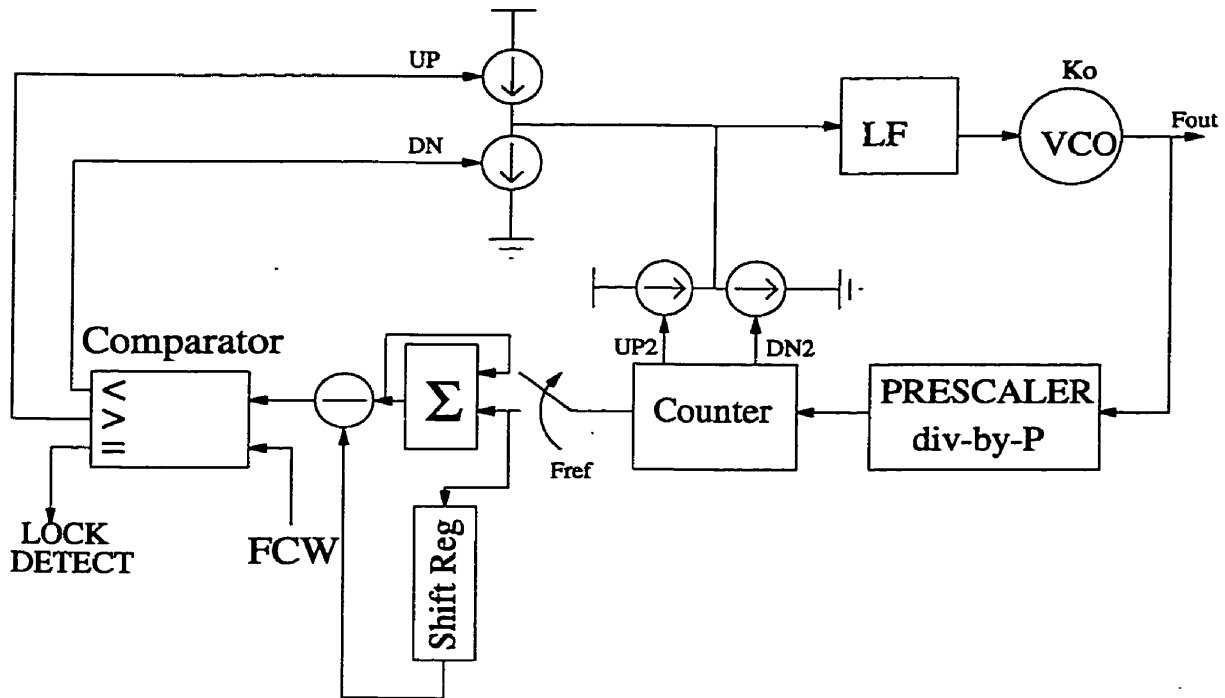 UP
Ko
DN
LF
VCO
Fout
Comparator
UP2
DN2
<
>
=
—
Σ
Fref
Counter
PRESCALER
div-by-P
LOCK
DETECT
FCW
Shift Reg